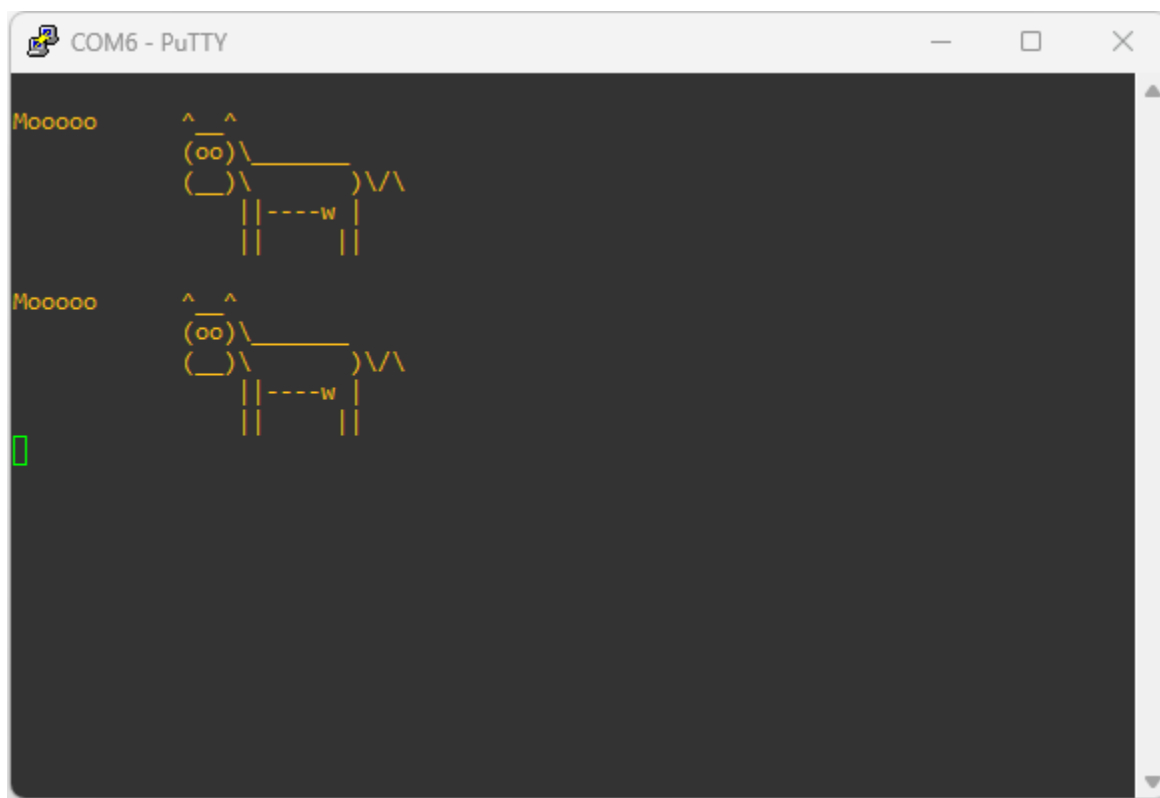 COM6 - PuTTY
Mooooo      ^__^
            (oo)\_______
            (__)\       )\/\
                ||----w |
                ||     ||
Mooooo      ^__^
            (oo)\_______
            (__)\       )\/\
                ||----w |
                ||     ||